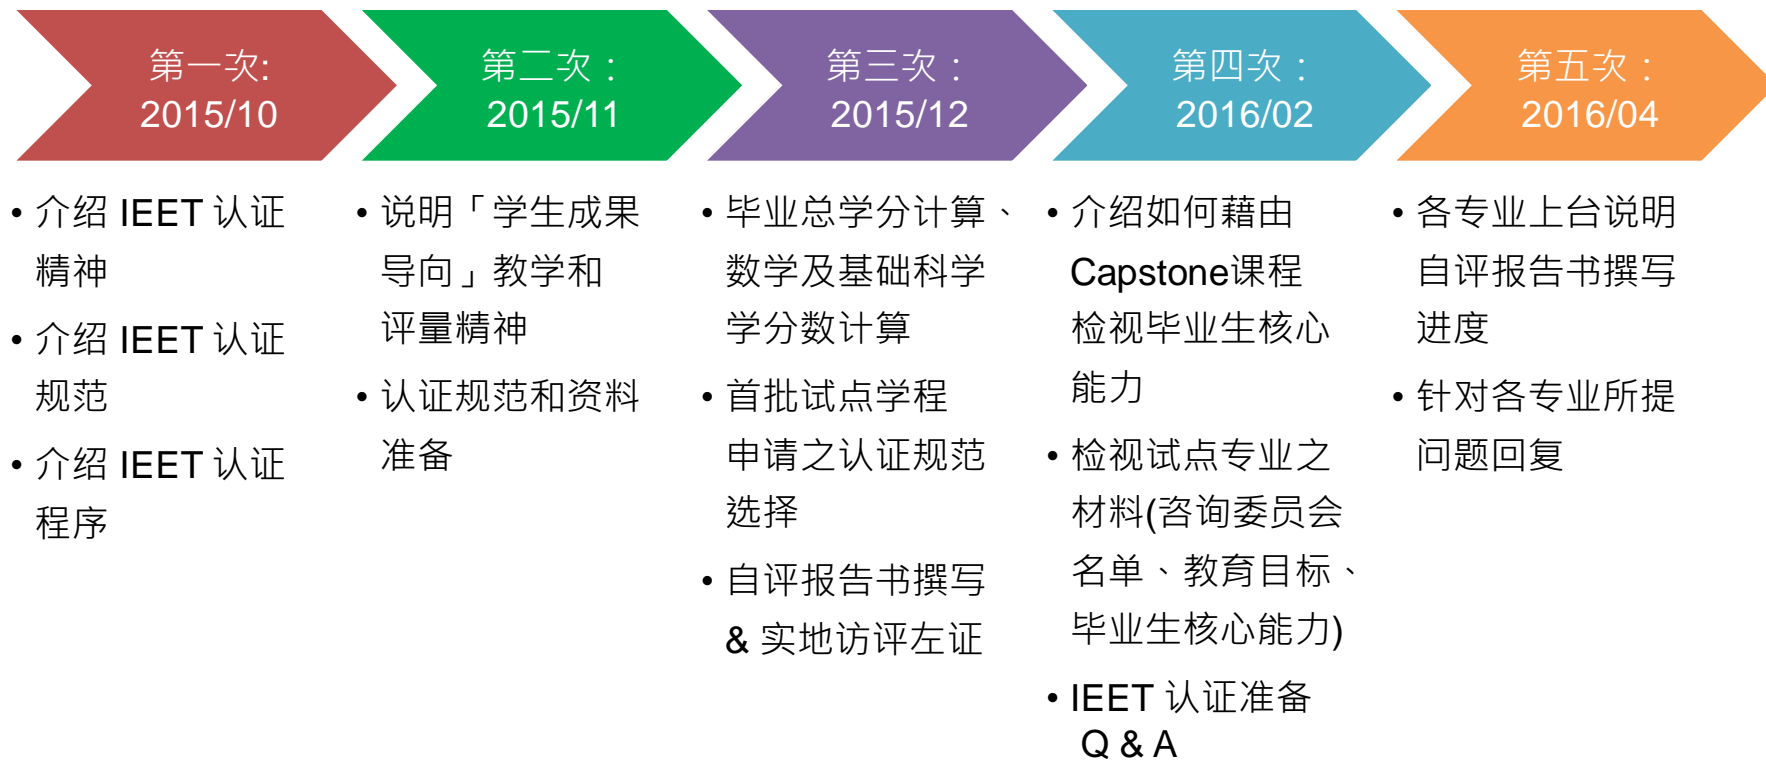 第一次:
2015/10
第二次：
2015/11
第三次：
2015/12
第四次：
2016/02
第五次：
2016/04
• 介绍 IEET 认证
精神
• 介绍 IEET 认证
规范
• 介绍 IEET 认证
程序
• 说明「学生成果
导向」教学和
评量精神
• 认证规范和资料
准备
• 毕业总学分计算、
数学及基础科学
学分数计算
• 首批试点学程
申请之认证规范
选择
• 自评报告书撰写
& 实地访评左证
• 介绍如何藉由
Capstone课程
检视毕业生核心
能力
• 检视试点专业之
材料(咨询委员会
名单、教育目标、
毕业生核心能力)
• IEET 认证准备
Q & A
• 各专业上台说明
自评报告书撰写
进度
• 针对各专业所提
问题回复